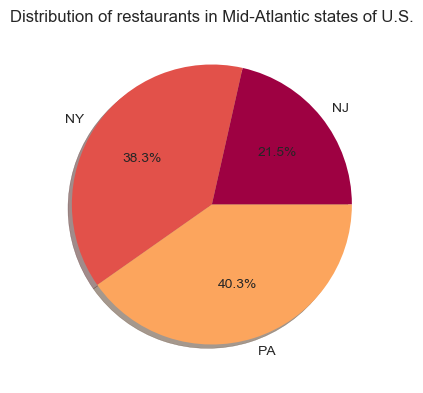 Distribution of restaurants in Mid-Atlantic states of U.S.
NJ
NY
38.3%
21.5%
40.3%
PA